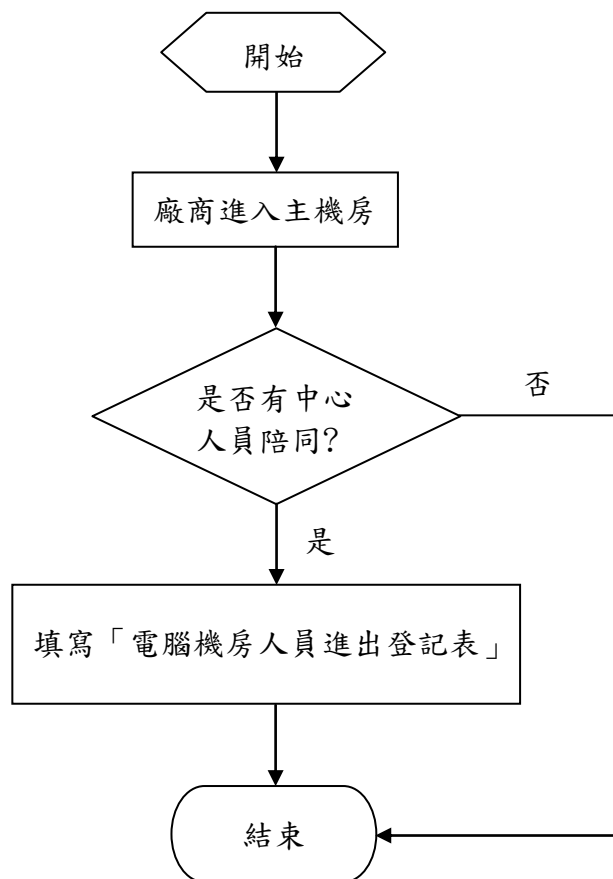 開始
廠商進入主機房
是否有中心
人員陪同?
否
是
填寫「電腦機房人員進出登記表」
結束